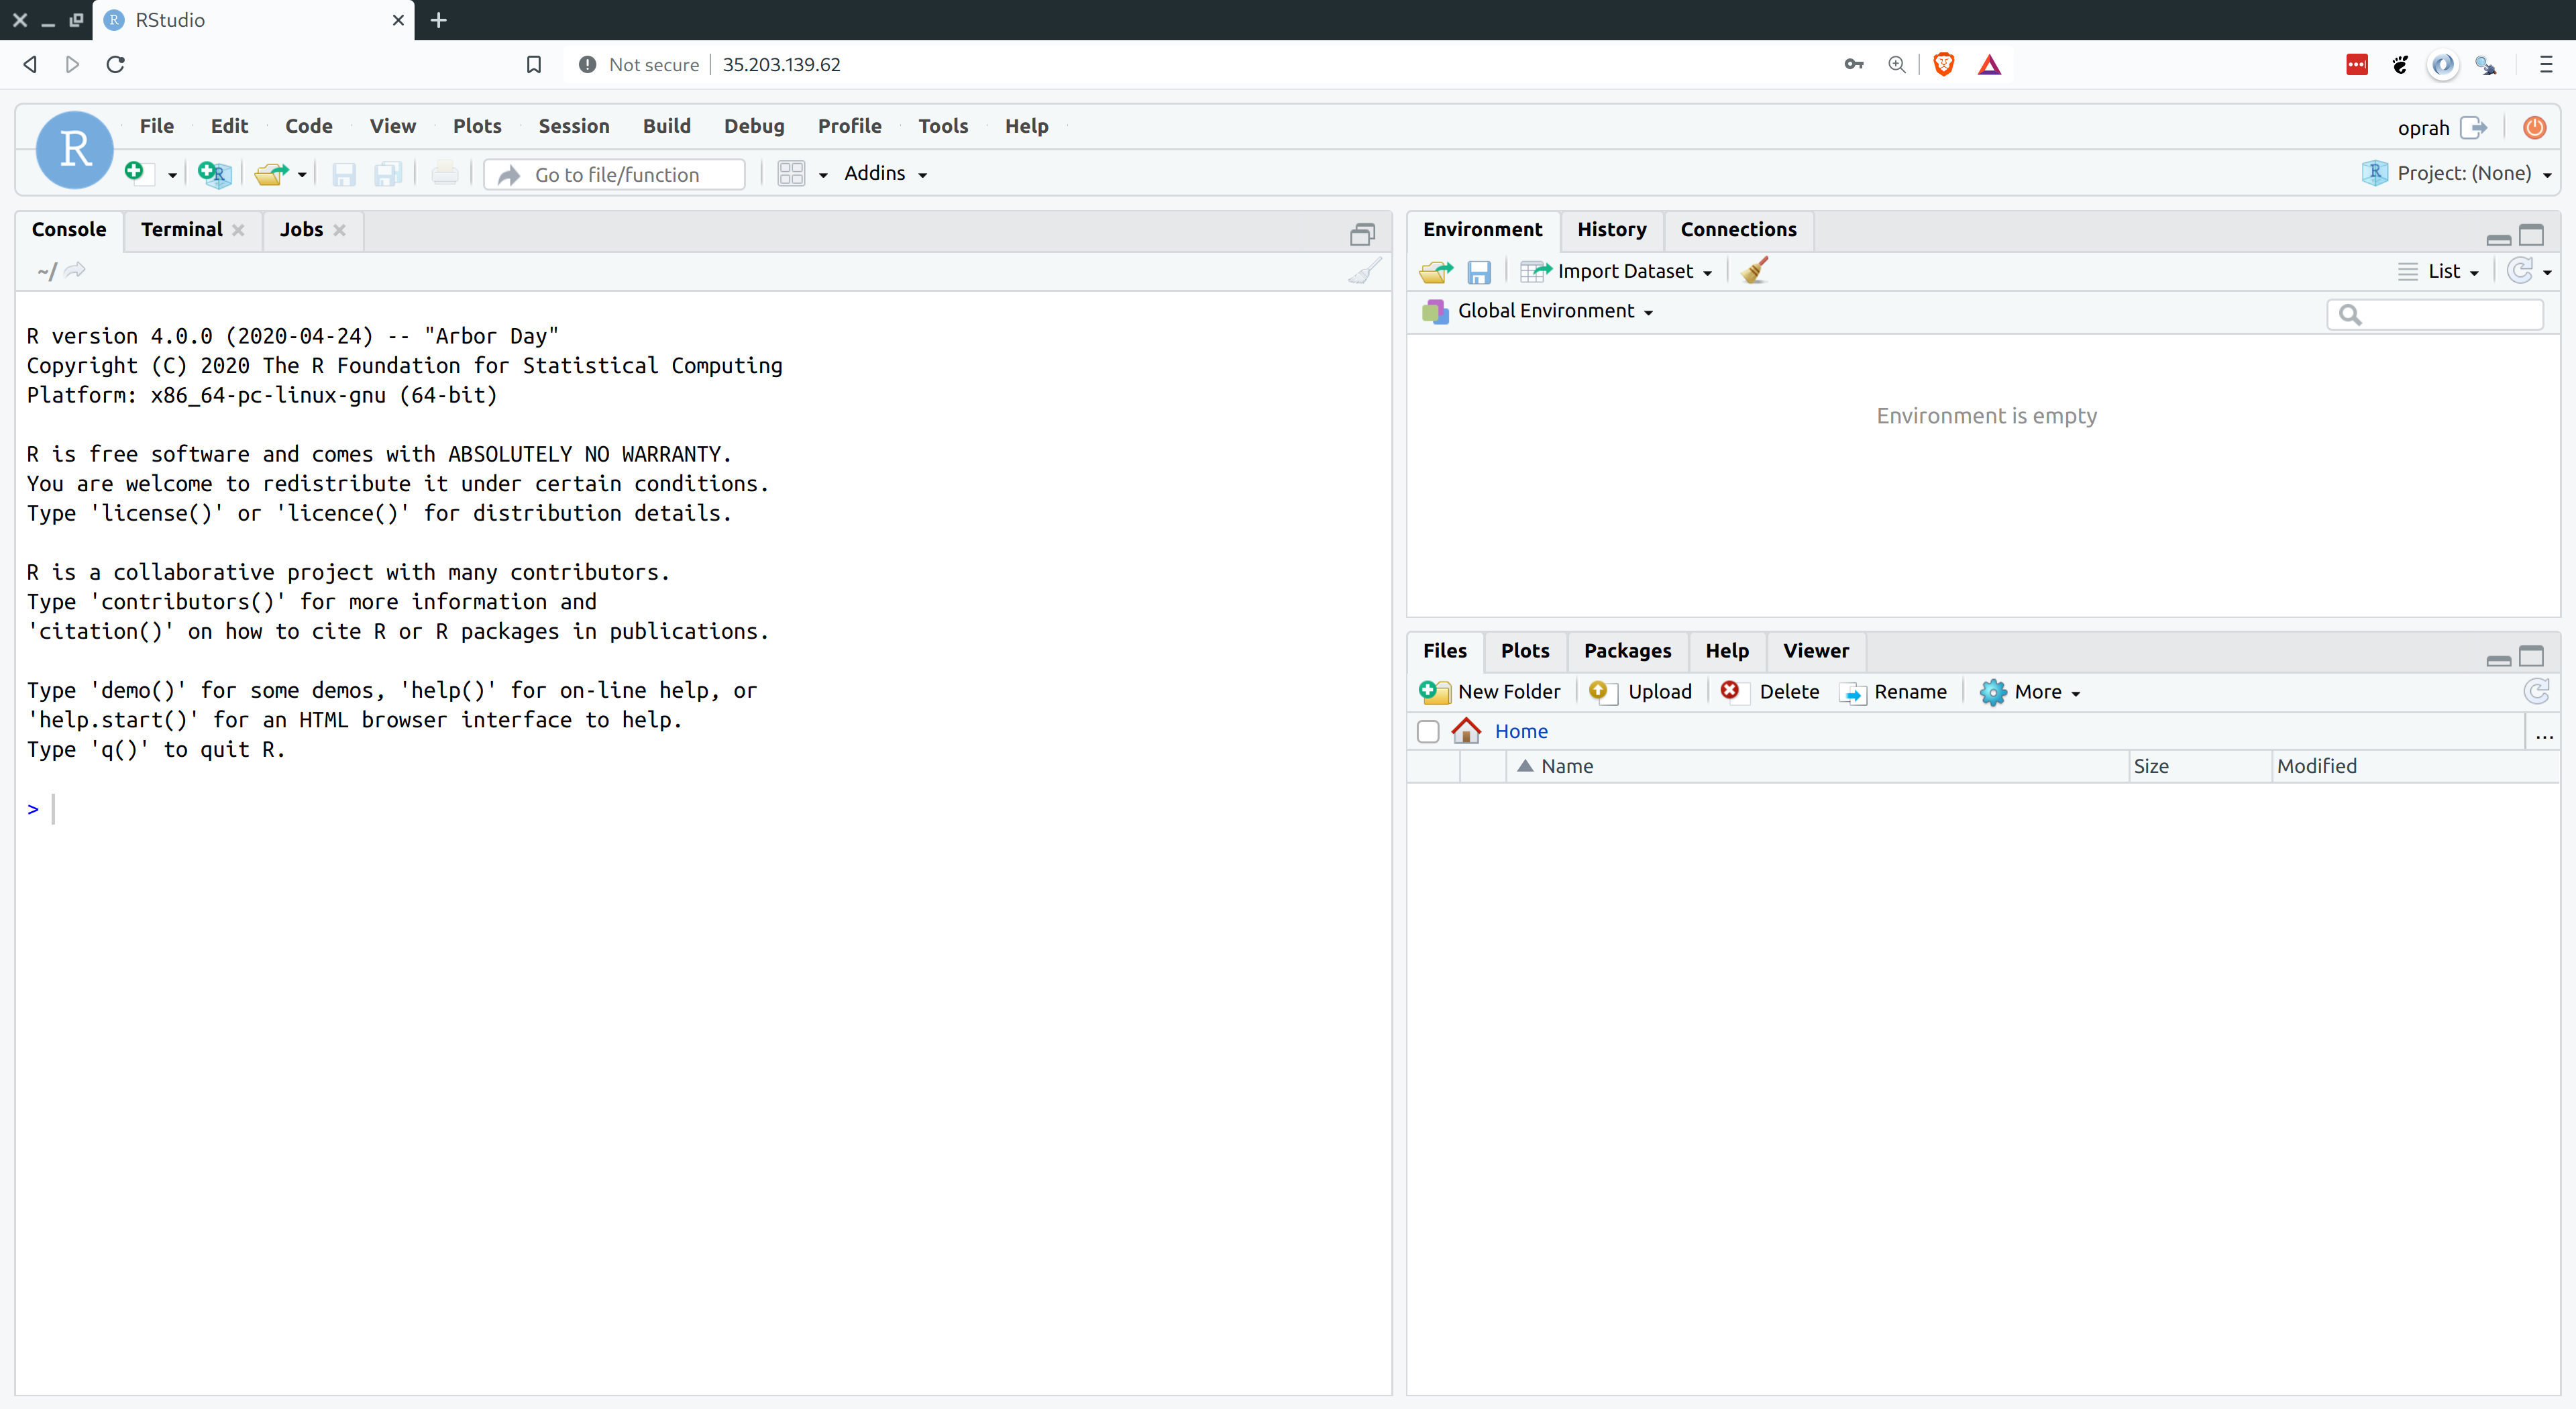 RStudio
Not secure 35.203.139.62
R File Edit Code View Plots Session Build Debug Profile Tools Help oprah
Go to file/function Addins Project: (None)
Console Terminal Jobs
~/
R version 4.0.0 (2020-04-24) -- "Arbor Day"
Copyright (C) 2020 The R Foundation for Statistical Computing
Platform: x86_64-pc-linux-gnu (64-bit)
R is free software and comes with ABSOLUTELY NO WARRANTY.
You are welcome to redistribute it under certain conditions.
Type 'license()' or 'licence()' for distribution details.
R is a collaborative project with many contributors.
Type 'contributors()' for more information and
'citation()' on how to cite R or R packages in publications.
Type 'demo()' for some demos, 'help()' for on-line help, or
'help.start()' for an HTML browser interface to help.
Type 'q()' to quit R.
>
Environment History Connections
Import Dataset List
Global Environment
Environment is empty
Files Plots Packages Help Viewer
New Folder Upload Delete Rename More
Home ...
Name Size Modified